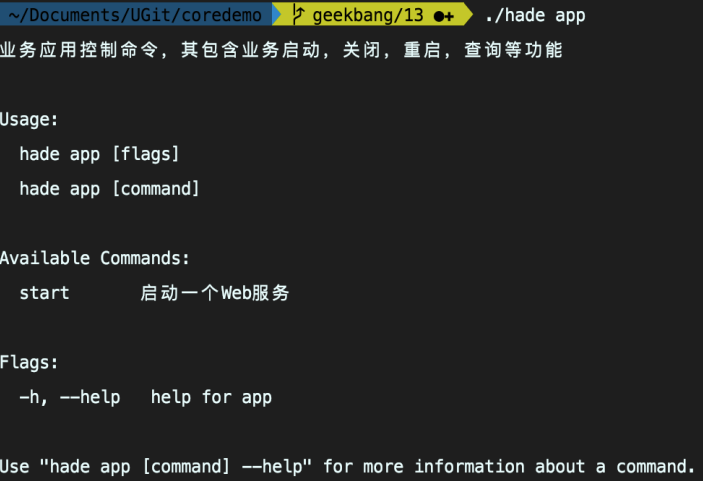 ~/Documents/UGit/coredemo geekbang/13 ●+ ./hade app
业务应用控制命令，其包含业务启动，关闭，重启，查询等功能
Usage:
hade app [flags]
hade app [command]
Available Commands:
start 启动一个Web服务
Flags:
-h, --help help for app
Use "hade app [command] --help" for more information about a command.